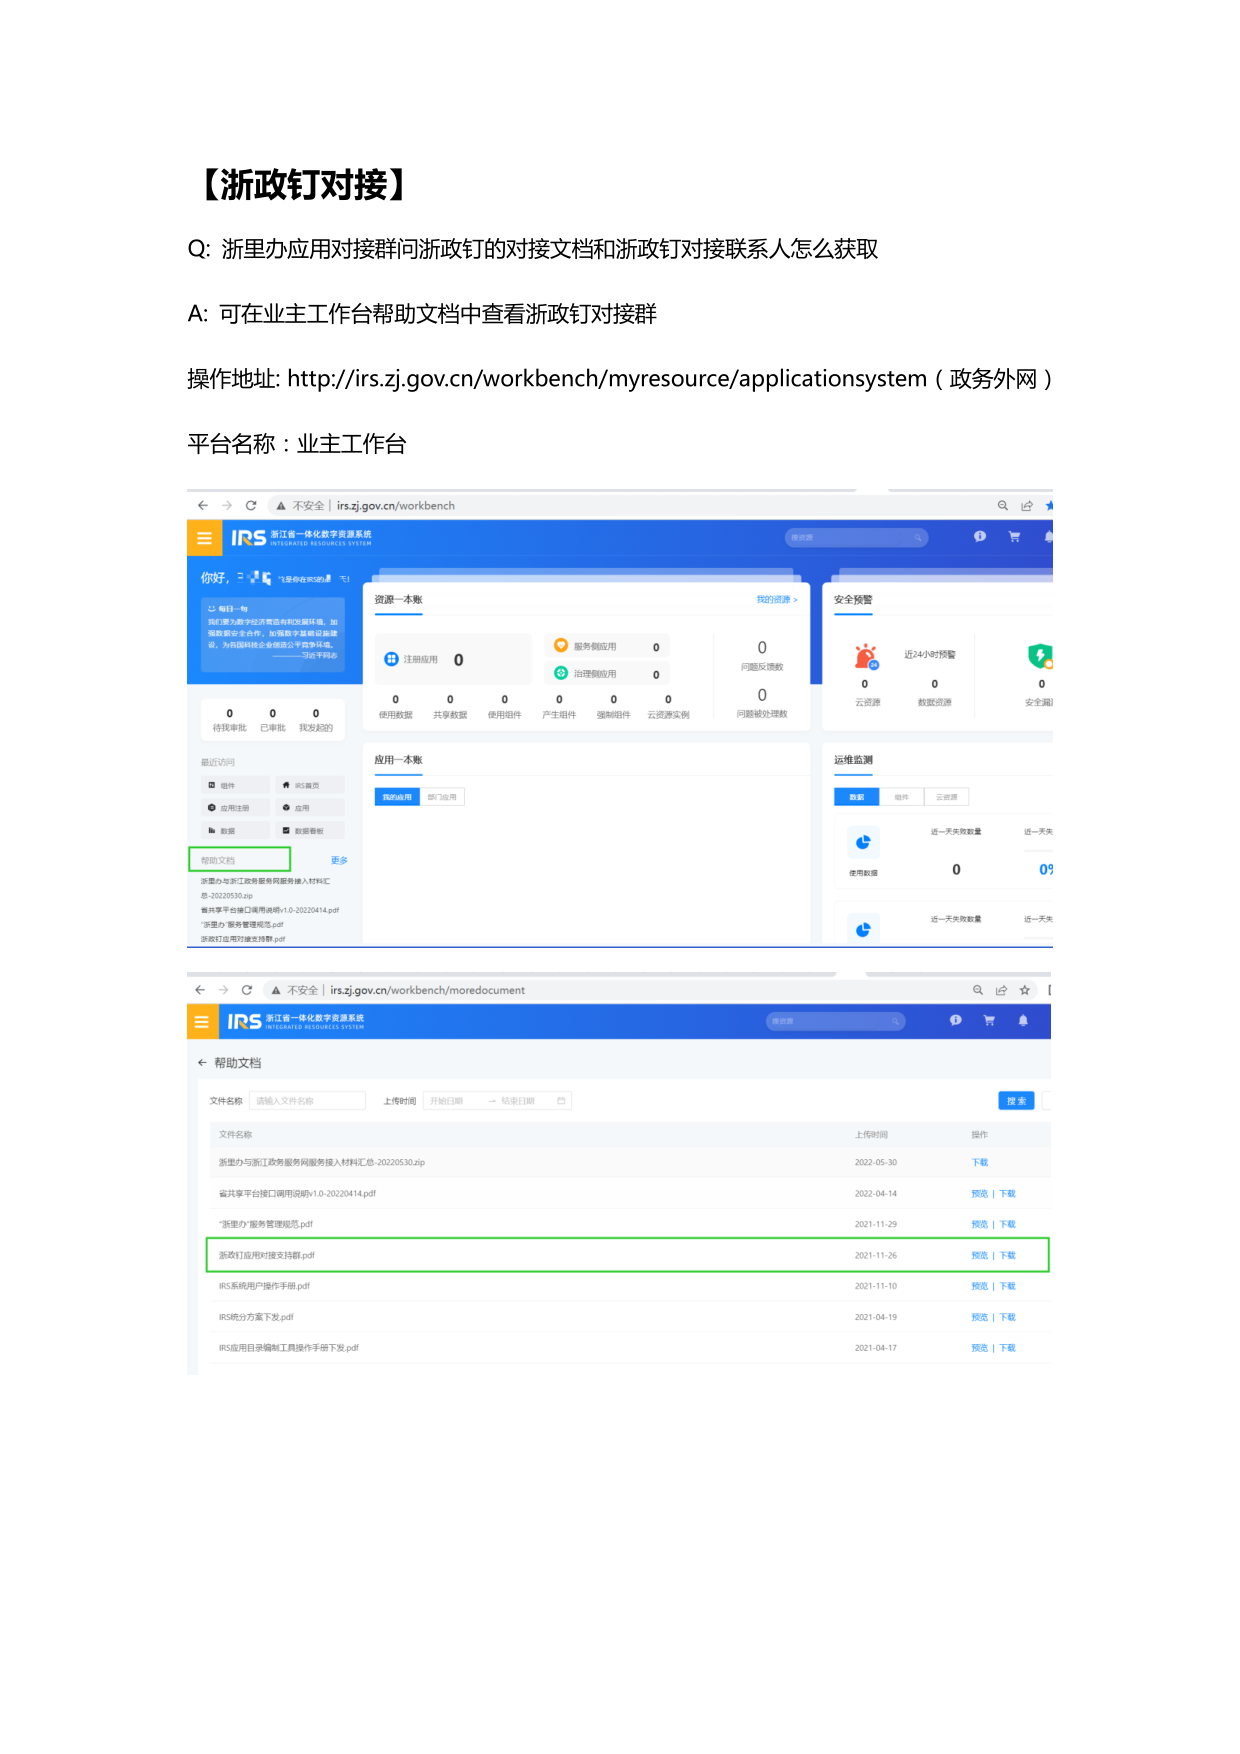 【浙政钉对接】
Q: 浙里办应用对接群问浙政钉的对接文档和浙政钉对接联系人怎么获取
A: 可在业主工作台帮助文档中查看浙政钉对接群
操作地址: http://irs.zj.gov.cn/workbench/myresource/applicationsystem（政务外网）
平台名称：业主工作台
不安全 | irs.zj.gov.cn/workbench
IRS 浙江省一体化数字资源系统
INTEGRATED RESOURCES SYSTEM
搜资源
你好，
每日一句
我们要为数字经济营造有利发展环境，加
强数据安全合作，加强数字基础设施建
设，为各国科技企业创造公平竞争环境。
————习近平同志
0 0 0
待我审批 已审批 我发起的
最近访问
组件 IRS首页
应用注册 应用
数据 数据看板
帮助文档 更多
浙里办与浙江政务服务网服务接入材料汇
总-20220530.zip
省共享平台接口调用说明v1.0-20220414.pdf
“浙里办”服务管理规范.pdf
浙政钉应用对接支持群.pdf
资源一本账 我的资源 >
注册应用 0
服务侧应用 0
治理侧应用 0
0
问题反馈数
0
问题被处理数
0 0 0 0 0 0
使用数据 共享数据 使用组件 产生组件 强制组件 云资源实例
应用一本账
我的应用 部门应用
安全预警
24
近24小时预警
0 0 0
云资源 数据资源 安全漏
运维监测
数据 组件 云资源
近一天失败数量 近一天失
使用数据 0 0%
近一天失败数量 近一天失
不安全 | irs.zj.gov.cn/workbench/moredocument
IRS 浙江省一体化数字资源系统
INTEGRATED RESOURCES SYSTEM
搜资源
← 帮助文档
文件名称 请输入文件名称 上传时间 开始日期 → 结束日期 搜索
文件名称 上传时间 操作
浙里办与浙江政务服务网服务接入材料汇总-20220530.zip 2022-05-30 下载
省共享平台接口调用说明v1.0-20220414.pdf 2022-04-14 预览 | 下载
“浙里办”服务管理规范.pdf 2021-11-29 预览 | 下载
浙政钉应用对接支持群.pdf 2021-11-26 预览 | 下载
IRS系统用户操作手册.pdf 2021-11-10 预览 | 下载
IRS统分方案下发.pdf 2021-04-19 预览 | 下载
IRS应用目录编制工具操作手册下发.pdf 2021-04-17 预览 | 下载